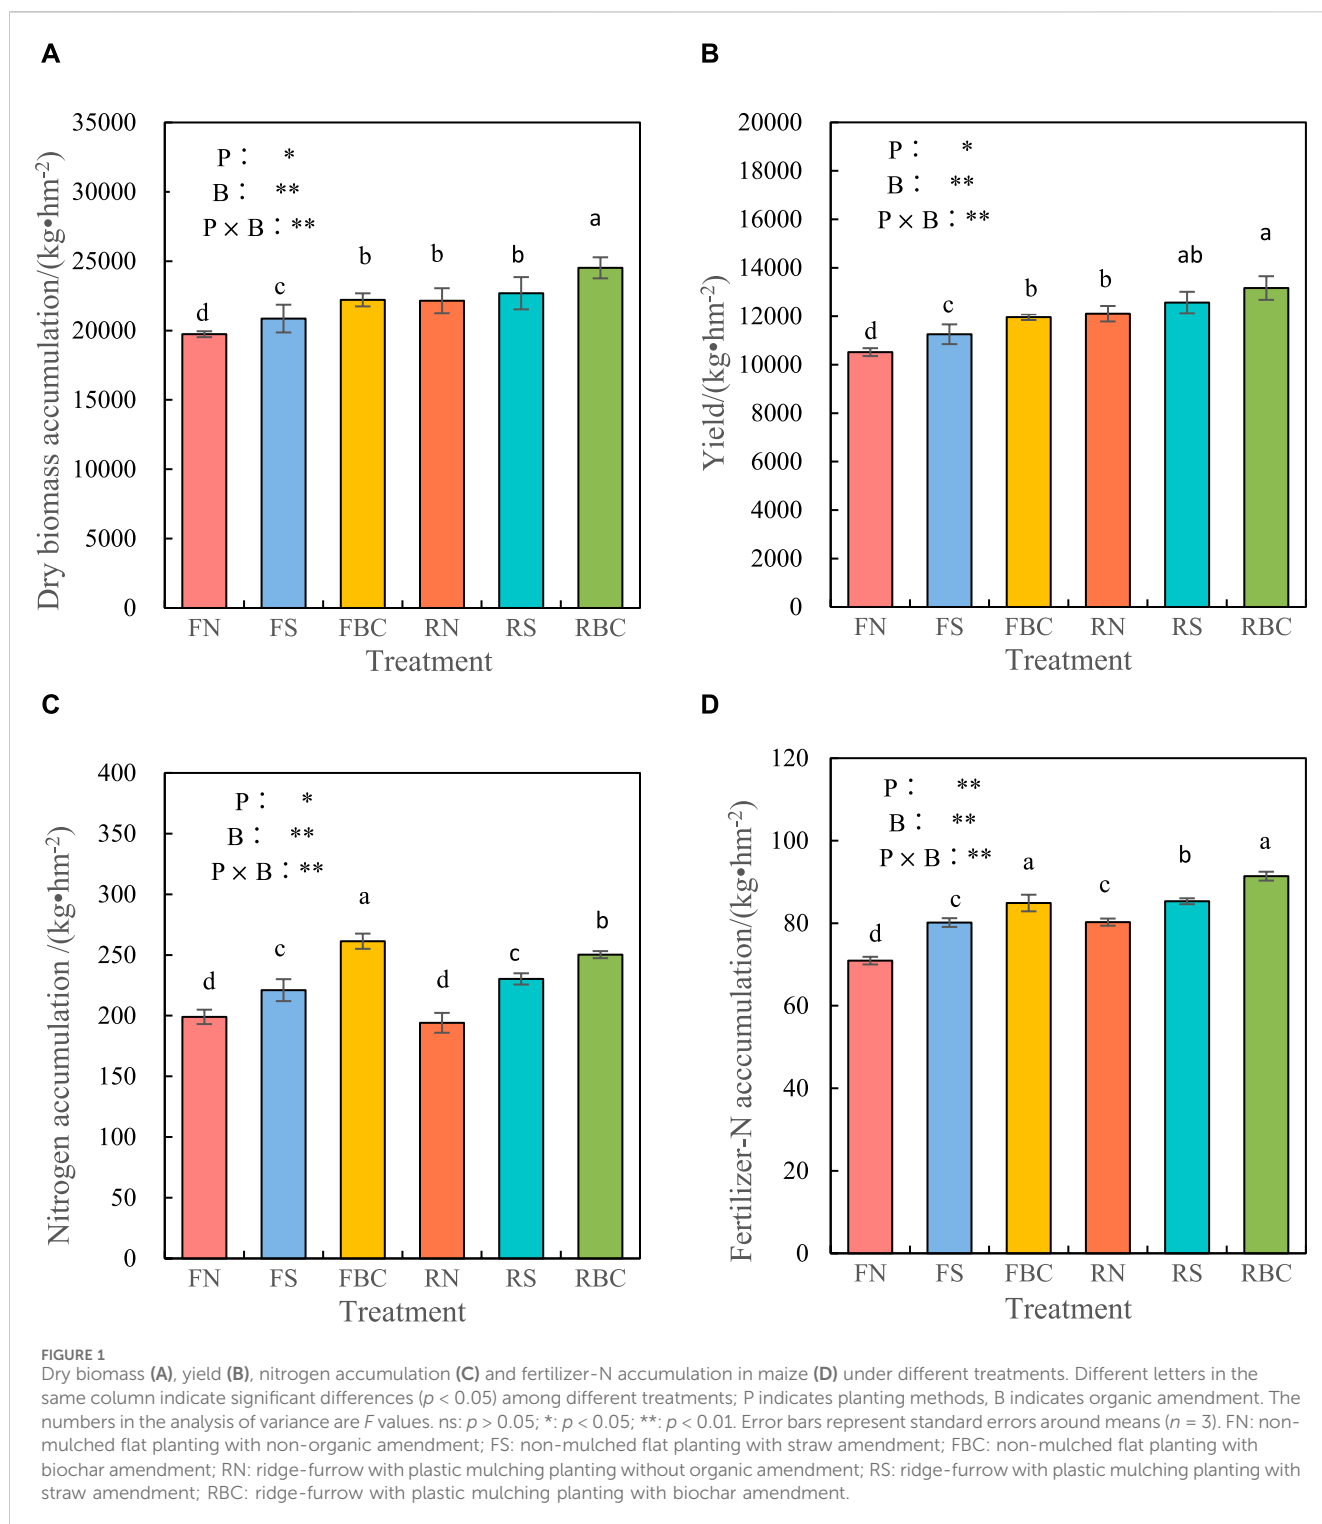 A
35000
30000
25000
20000
15000
10000
5000
0
Dry biomass accumulation/(kg•hm-2)
P： *
B： **
P × B：**
d
c
b
b
b
a
FN FS FBC RN RS RBC
Treatment
B
20000
18000
16000
14000
12000
10000
8000
6000
4000
2000
0
Yield/(kg•hm-2)
P： *
B： **
P × B：**
d
c
b
b
ab
a
FN FS FBC RN RS RBC
Treatment
C
400
350
300
250
200
150
100
50
0
Nitrogen accumulation /(kg•hm-2)
P： *
B： **
P × B：**
d
c
a
d
c
b
FN FS FBC RN RS RBC
Treatment
D
120
100
80
60
40
20
0
Fertilizer-N acccumulation/(kg•hm-2)
P： **
B： **
P × B：**
d
c
a
c
b
a
FN FS FBC RN RS RBC
Treatment
FIGURE 1
Dry biomass (A), yield (B), nitrogen accumulation (C) and fertilizer-N accumulation in maize (D) under different treatments. Different letters in the
same column indicate significant differences (p < 0.05) among different treatments; P indicates planting methods, B indicates organic amendment. The
numbers in the analysis of variance are F values. ns: p > 0.05; *: p < 0.05; **: p < 0.01. Error bars represent standard errors around means (n = 3). FN: non-
mulched flat planting with non-organic amendment; FS: non-mulched flat planting with straw amendment; FBC: non-mulched flat planting with
biochar amendment; RN: ridge-furrow with plastic mulching planting without organic amendment; RS: ridge-furrow with plastic mulching planting with
straw amendment; RBC: ridge-furrow with plastic mulching planting with biochar amendment.